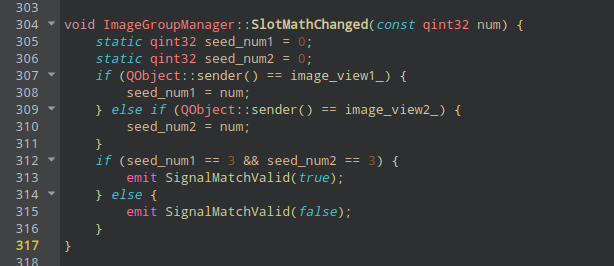 303
304 void ImageGroupManager::SlotMathChanged(const qint32 num) {
305     static qint32 seed_num1 = 0;
306     static qint32 seed_num2 = 0;
307     if (QObject::sender() == image_view1_) {
308         seed_num1 = num;
309     } else if (QObject::sender() == image_view2_) {
310         seed_num2 = num;
311     }
312     if (seed_num1 == 3 && seed_num2 == 3) {
313         emit SignalMatchValid(true);
314     } else {
315         emit SignalMatchValid(false);
316     }
317 }
318